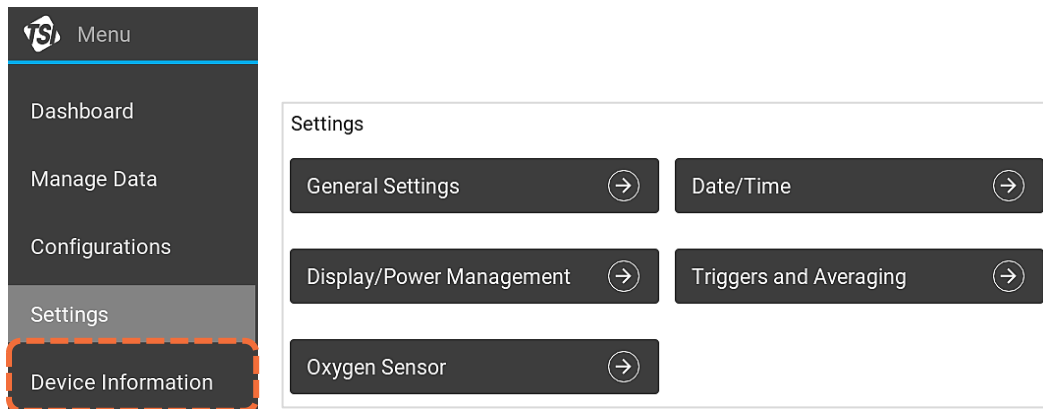 TSI Menu
Dashboard
Manage Data
Configurations
Settings
Device Information
Settings
General Settings
Date/Time
Display/Power Management
Triggers and Averaging
Oxygen Sensor